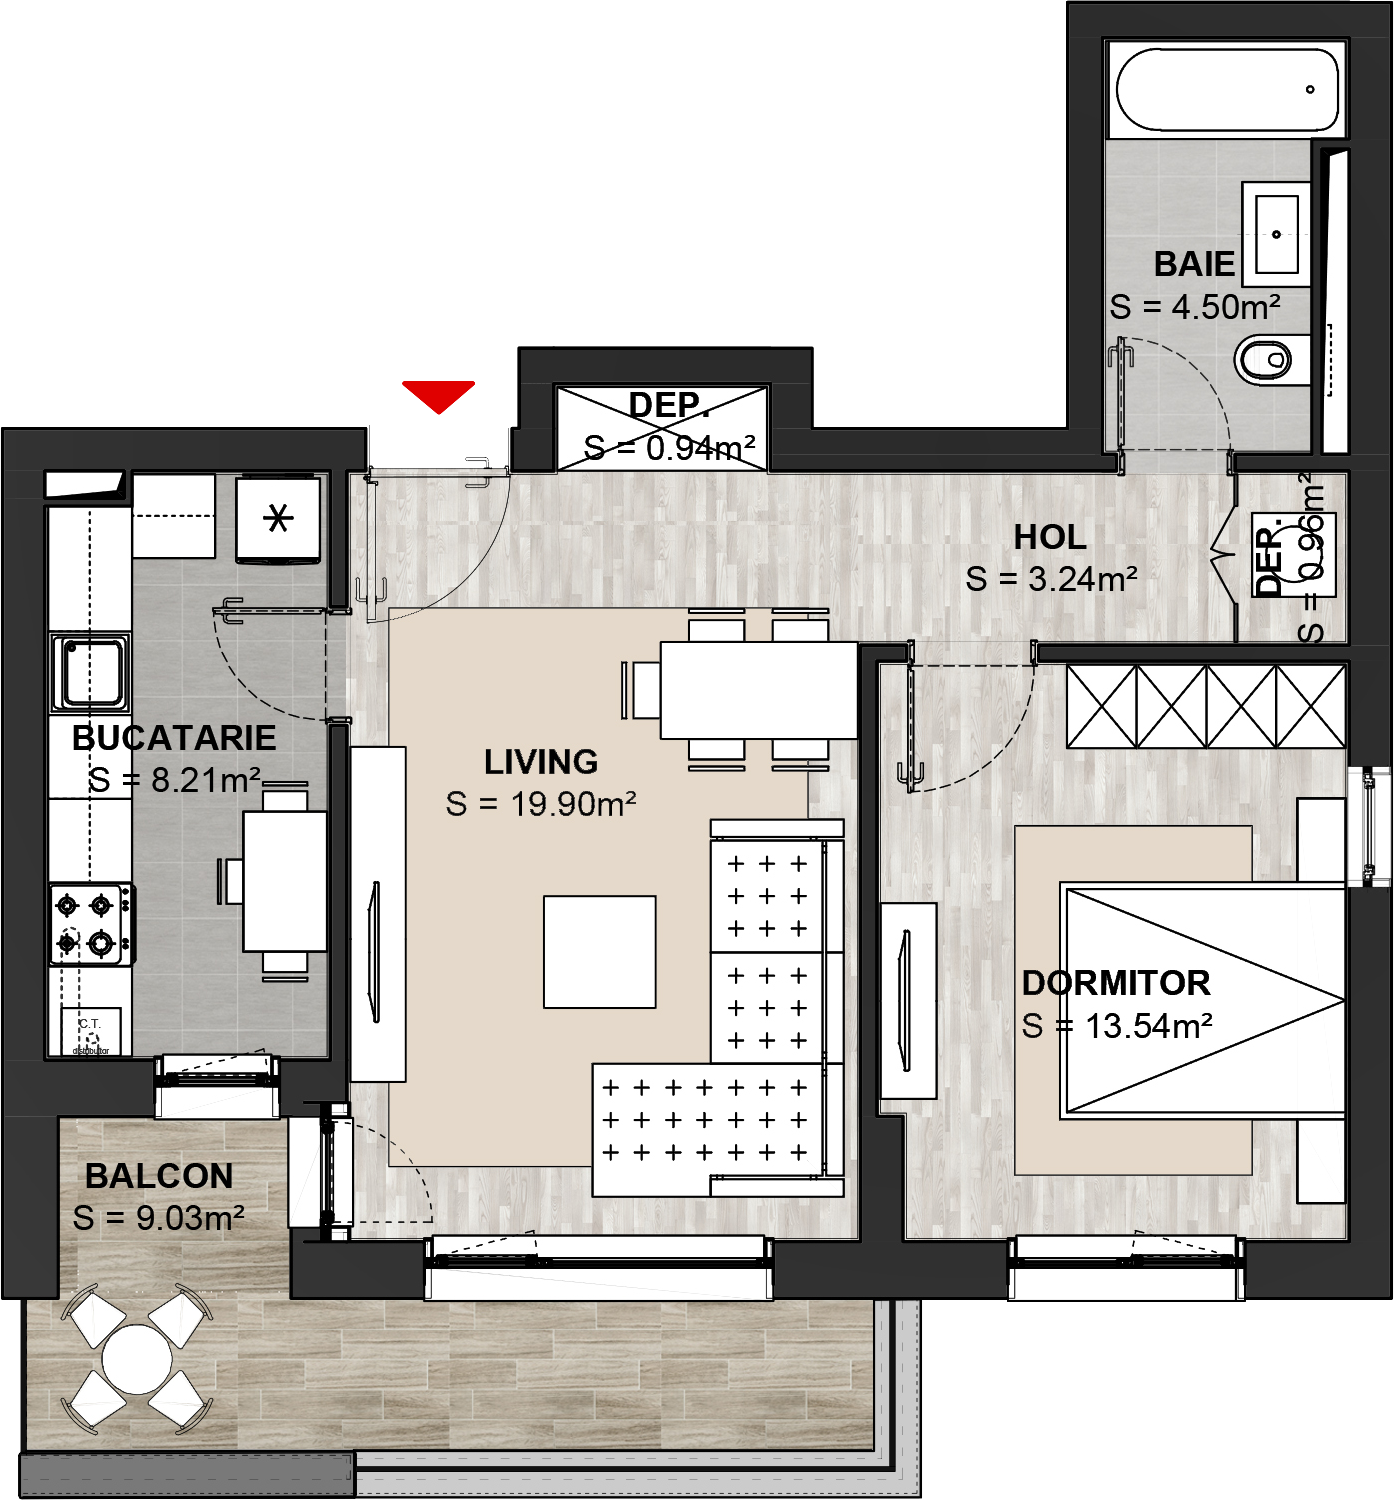 BAIE
S = 4.50m²
DEP.
S = 0.94m²
HOL
S = 3.24m²
DEP.
S = 0.96m²
BUCATARIE
S = 8.21m²
LIVING
S = 19.90m²
DORMITOR
S = 13.54m²
C.T.
distribuitor
BALCON
S = 9.03m²